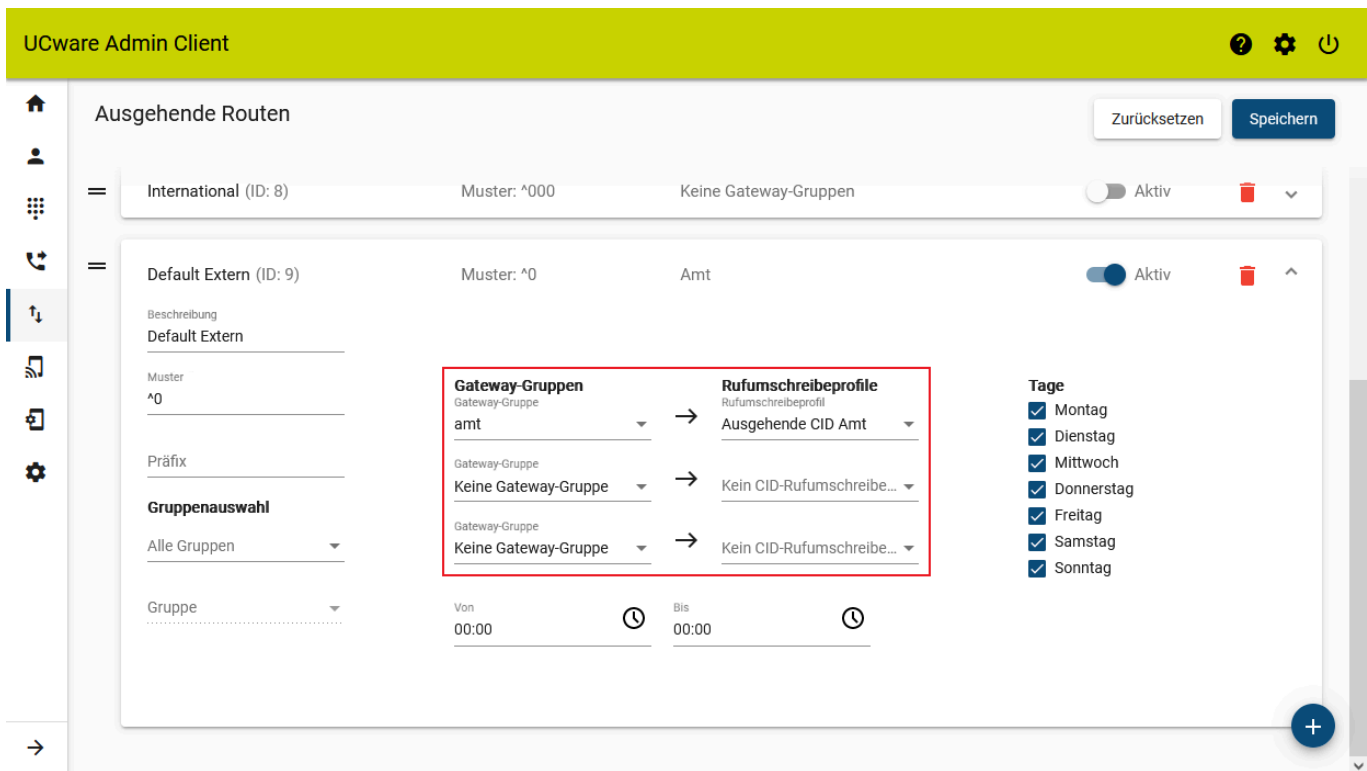 UCware Admin Client
Ausgehende Routen
Zurücksetzen
Speichern
International (ID: 8) Muster: ^000 Keine Gateway-Gruppen Aktiv
Default Extern (ID: 9) Muster: ^0 Amt Aktiv
Beschreibung
Default Extern
Muster
^0
Präfix
Gruppenauswahl
Alle Gruppen
Gruppe
Gateway-Gruppen Rufumschreibeprofile
Gateway-Gruppe Rufumschreibeprofil
amt → Ausgehende CID Amt
Gateway-Gruppe
Keine Gateway-Gruppe → Kein CID-Rufumschreibe...
Gateway-Gruppe
Keine Gateway-Gruppe → Kein CID-Rufumschreibe...
Von Bis
00:00 00:00
Tage
Montag
Dienstag
Mittwoch
Donnerstag
Freitag
Samstag
Sonntag